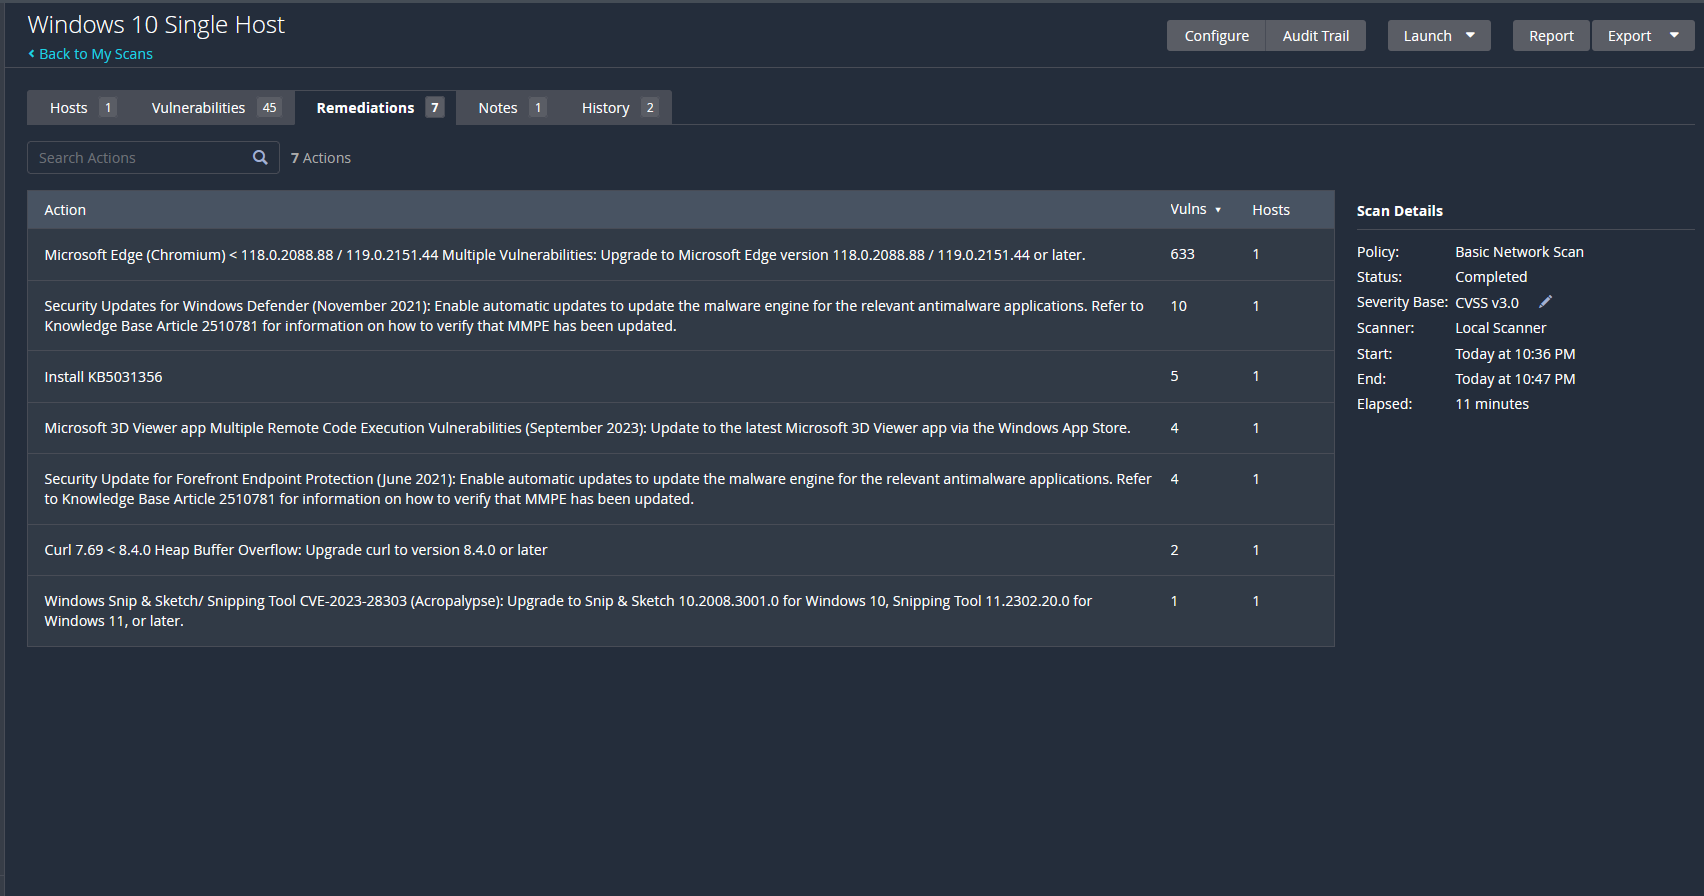 Windows 10 Single Host
Back to My Scans
Configure
Audit Trail
Launch
Report
Export
Hosts 1
Vulnerabilities 45
Remediations 7
Notes 1
History 2
Search Actions
7 Actions
Action Vulns Hosts
Microsoft Edge (Chromium) < 118.0.2088.88 / 119.0.2151.44 Multiple Vulnerabilities: Upgrade to Microsoft Edge version 118.0.2088.88 / 119.0.2151.44 or later. 633 1
Security Updates for Windows Defender (November 2021): Enable automatic updates to update the malware engine for the relevant antimalware applications. Refer to 10 1
Knowledge Base Article 2510781 for information on how to verify that MMPE has been updated.
Install KB5031356 5 1
Microsoft 3D Viewer app Multiple Remote Code Execution Vulnerabilities (September 2023): Update to the latest Microsoft 3D Viewer app via the Windows App Store. 4 1
Security Update for Forefront Endpoint Protection (June 2021): Enable automatic updates to update the malware engine for the relevant antimalware applications. Refer 4 1
to Knowledge Base Article 2510781 for information on how to verify that MMPE has been updated.
Curl 7.69 < 8.4.0 Heap Buffer Overflow: Upgrade curl to version 8.4.0 or later 2 1
Windows Snip & Sketch/ Snipping Tool CVE-2023-28303 (Acropalypse): Upgrade to Snip & Sketch 10.2008.3001.0 for Windows 10, Snipping Tool 11.2302.20.0 for 1 1
Windows 11, or later.
Scan Details
Policy: Basic Network Scan
Status: Completed
Severity Base: CVSS v3.0
Scanner: Local Scanner
Start: Today at 10:36 PM
End: Today at 10:47 PM
Elapsed: 11 minutes